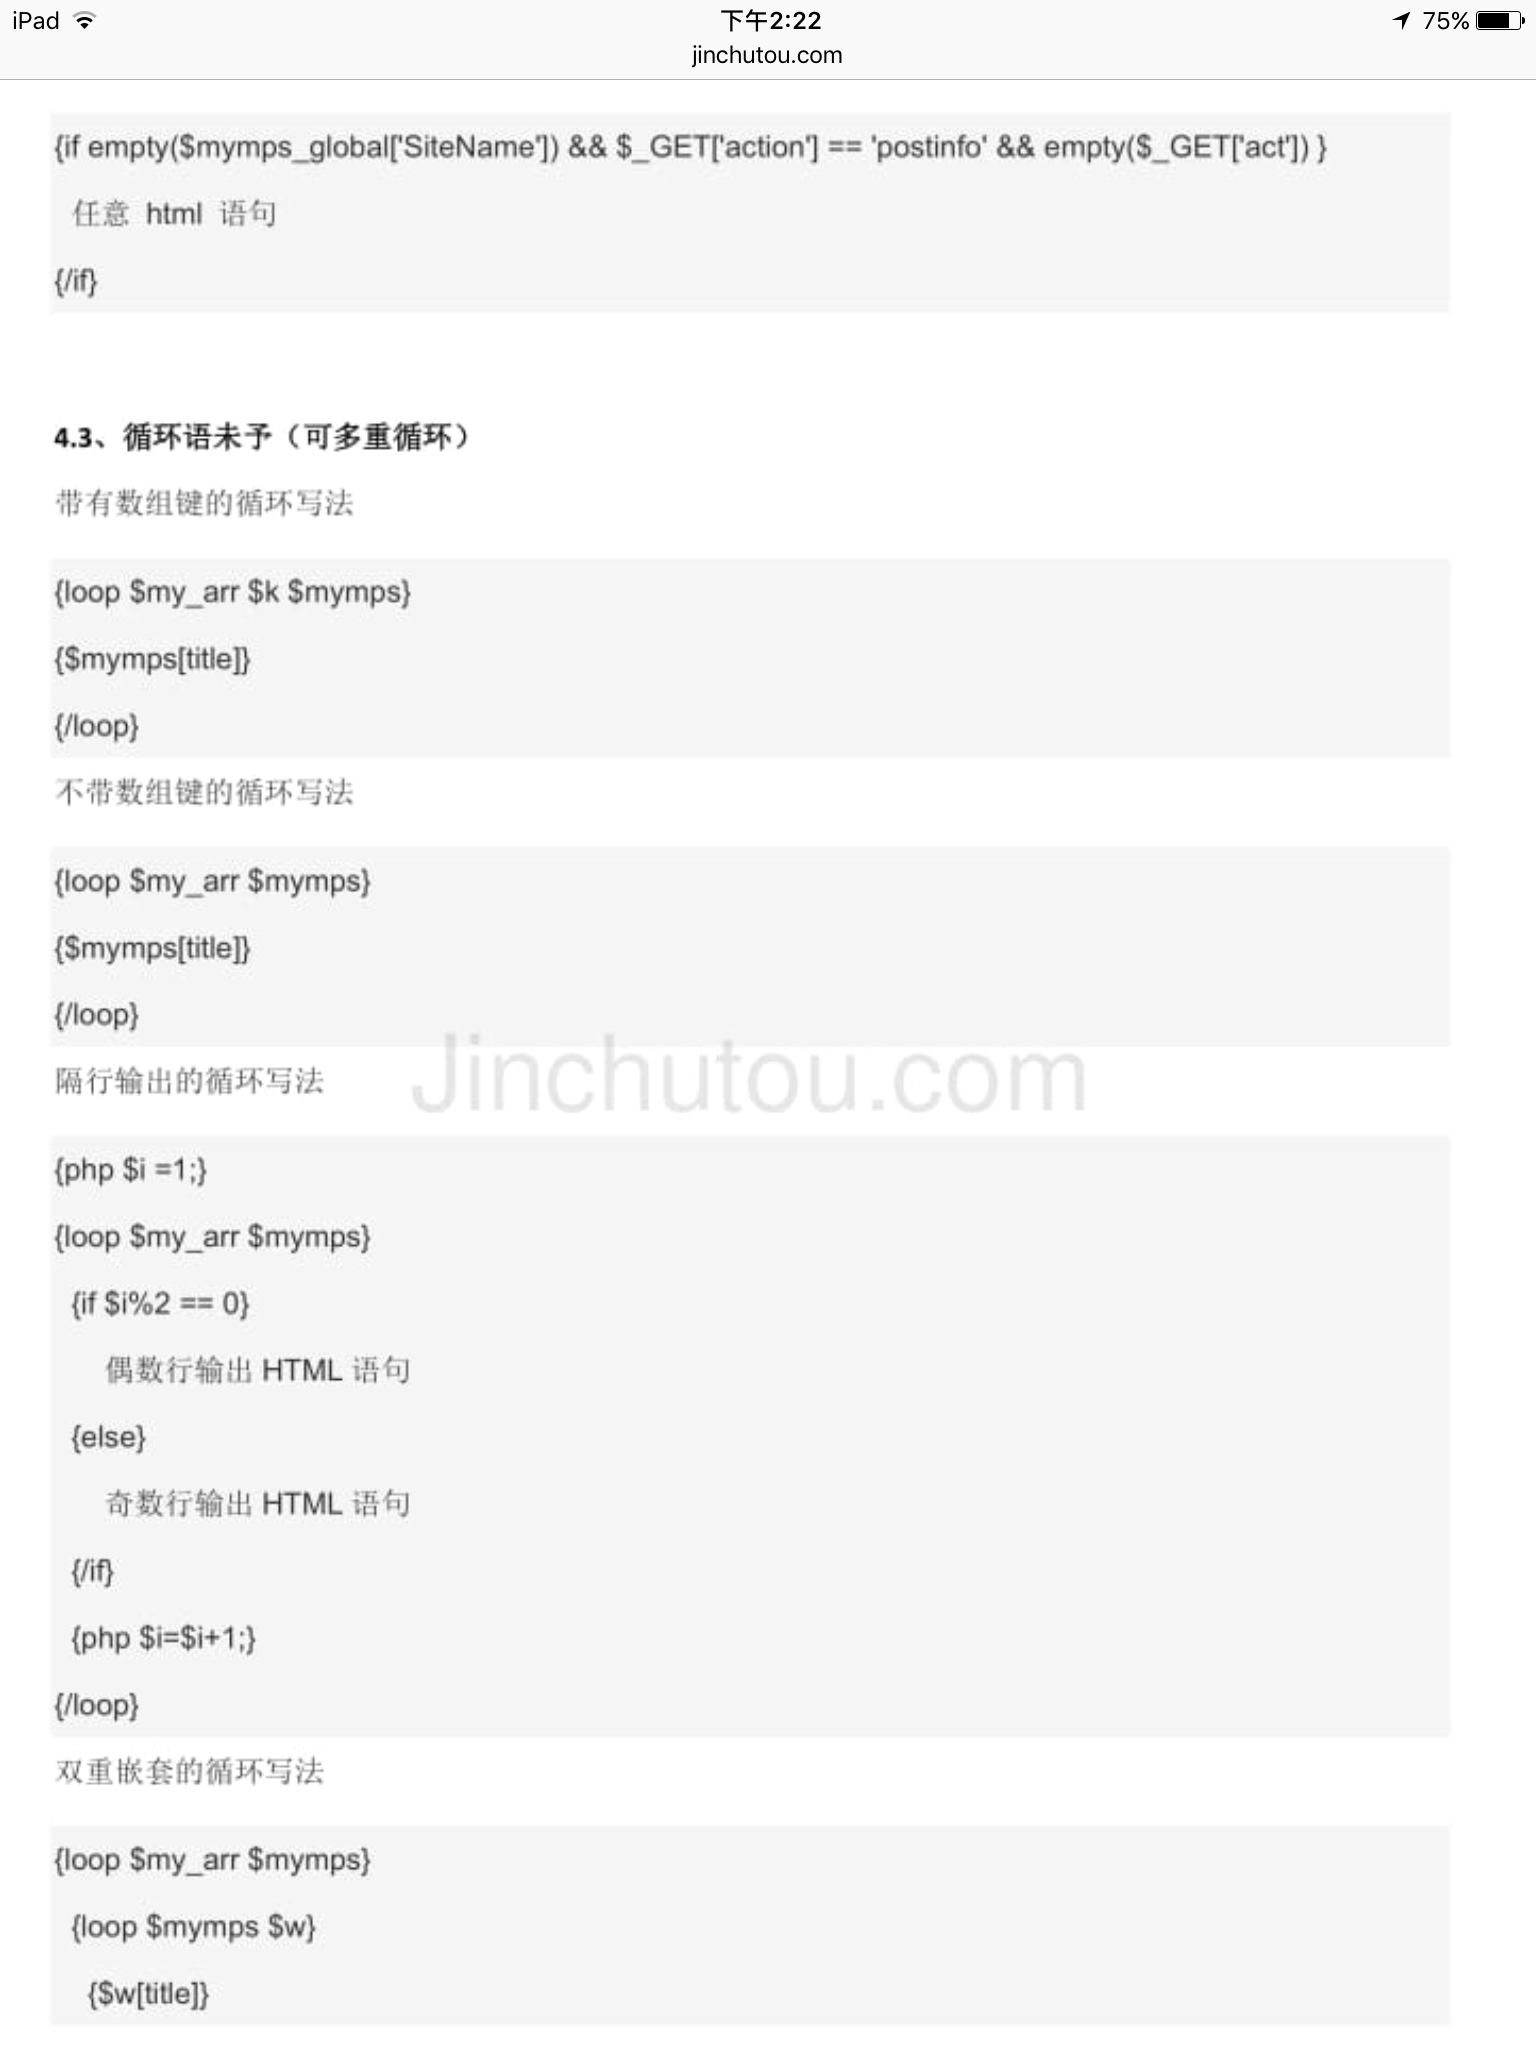 iPad 下午2:22 75%
jinchutou.com
{if empty($mymps_global['SiteName']) && $_GET['action'] == 'postinfo' && empty($_GET['act']) }
任意 html 语句
{/if}
4.3、循环语未予（可多重循环）
带有数组键的循环写法
{loop $my_arr $k $mymps}
{$mymps[title]}
{/loop}
不带数组键的循环写法
{loop $my_arr $mymps}
{$mymps[title]}
{/loop}
隔行输出的循环写法
Jinchutou.com
{php $i =1;}
{loop $my_arr $mymps}
{if $i%2 == 0}
偶数行输出 HTML 语句
{else}
奇数行输出 HTML 语句
{/if}
{php $i=$i+1;}
{/loop}
双重嵌套的循环写法
{loop $my_arr $mymps}
{loop $mymps $w}
{$w[title]}